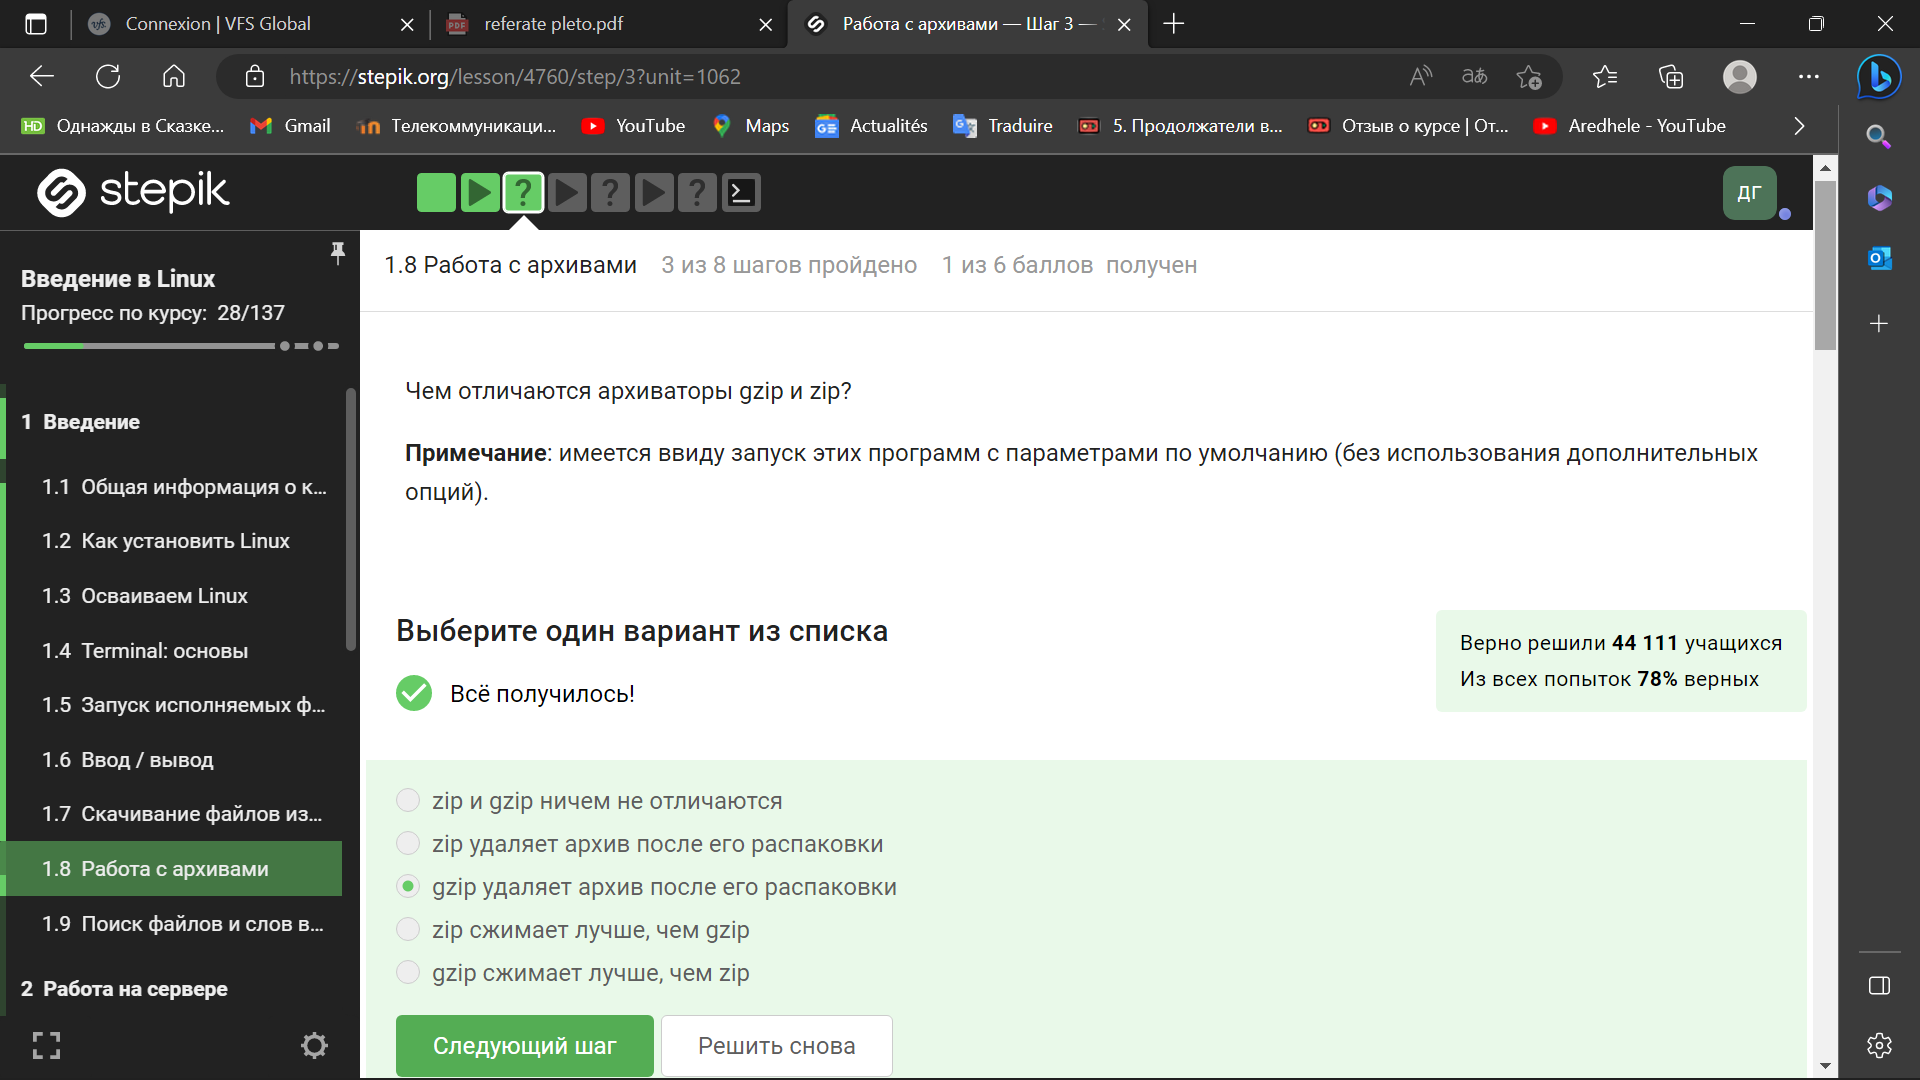 Connexion | VFS Global
referate pleto.pdf
Работа с архивами — Шаг 3 —
https://stepik.org/lesson/4760/step/3?unit=1062
Однажды в Сказке...
Gmail
Телекоммуникаци...
YouTube
Maps
Actualités
Traduire
5. Продолжатели в...
Отзыв о курсе | От...
Aredhele - YouTube
stepik
ДГ
Введение в Linux
Прогресс по курсу: 28/137
1 Введение
1.1 Общая информация о к...
1.2 Как установить Linux
1.3 Осваиваем Linux
1.4 Terminal: основы
1.5 Запуск исполняемых ф...
1.6 Ввод / вывод
1.7 Скачивание файлов из...
1.8 Работа с архивами
1.9 Поиск файлов и слов в...
2 Работа на сервере
1.8 Работа с архивами 3 из 8 шагов пройдено 1 из 6 баллов получен
Чем отличаются архиваторы gzip и zip?
Примечание: имеется ввиду запуск этих программ с параметрами по умолчанию (без использования дополнительных
опций).
Выберите один вариант из списка
Всё получилось!
Верно решили 44 111 учащихся
Из всех попыток 78% верных
zip и gzip ничем не отличаются
zip удаляет архив после его распаковки
gzip удаляет архив после его распаковки
zip сжимает лучше, чем gzip
gzip сжимает лучше, чем zip
Следующий шаг
Решить снова